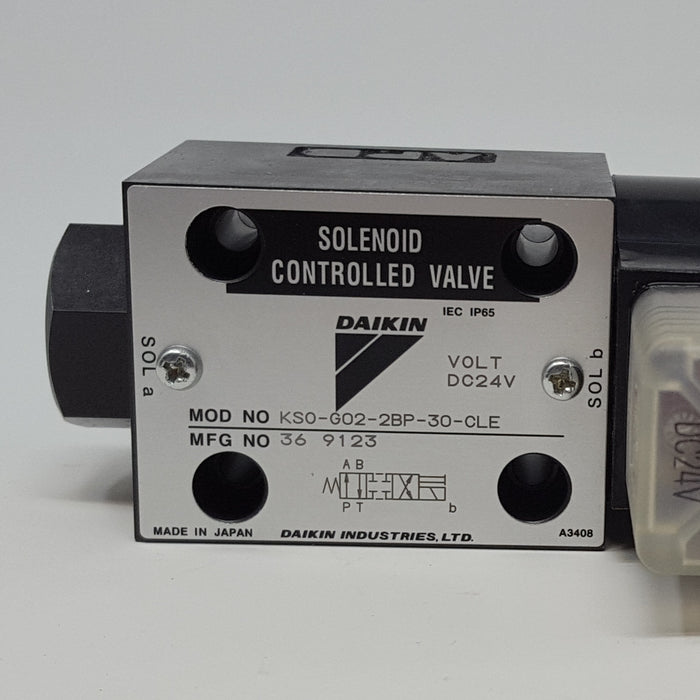 SOLENOID
CONTROLLED VALVE
IEC IP65
DAIKIN
VOLT
DC24V
SOL a
SOL b
MOD NO KSO-G02-2BP-30-CLE
MFG NO 36 9123
A B
P T
b
MADE IN JAPAN DAIKIN INDUSTRIES, LTD. A3408
DC24V